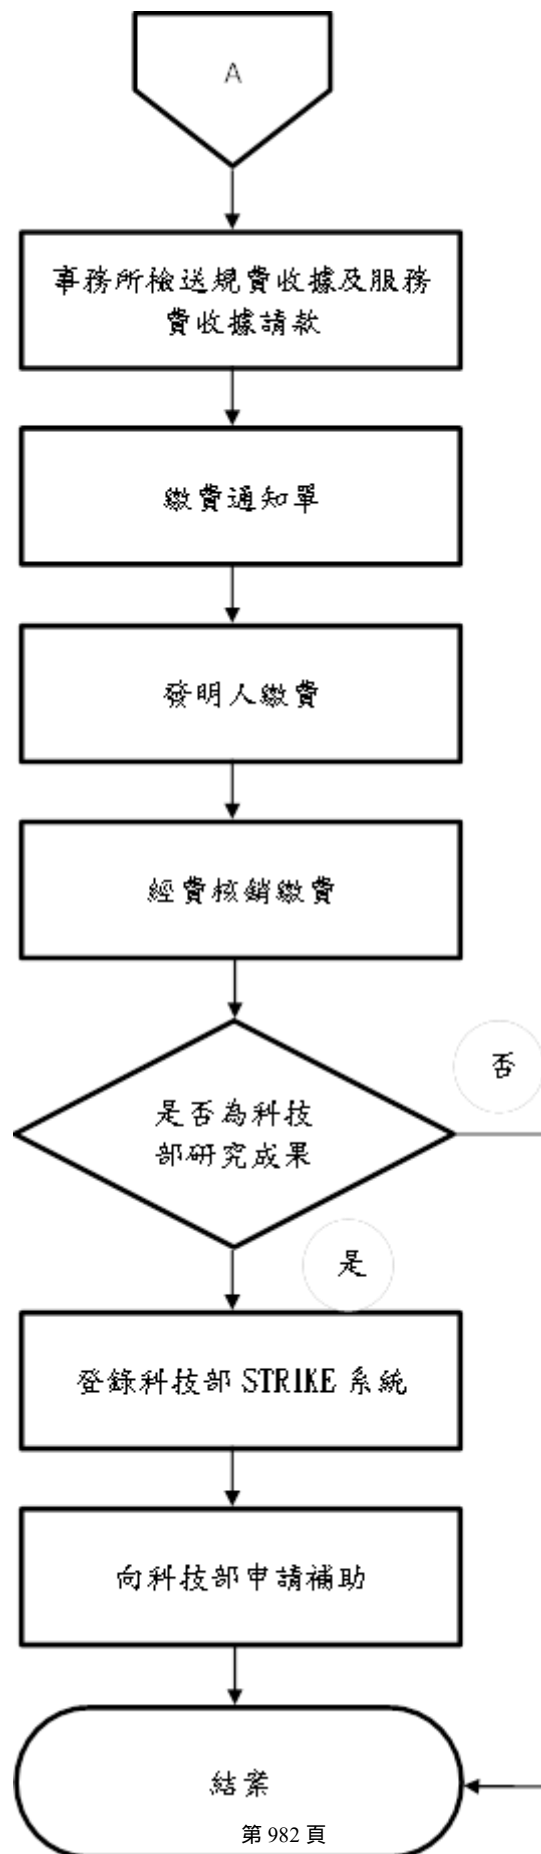 A
事務所檢送規費收據及服務
費收據請款
繳費通知單
發明人繳費
經費核銷繳費
否
是否為科技
部研究成果
是
登錄科技部 STRIKE 系統
向科技部申請補助
結案
第 982 頁